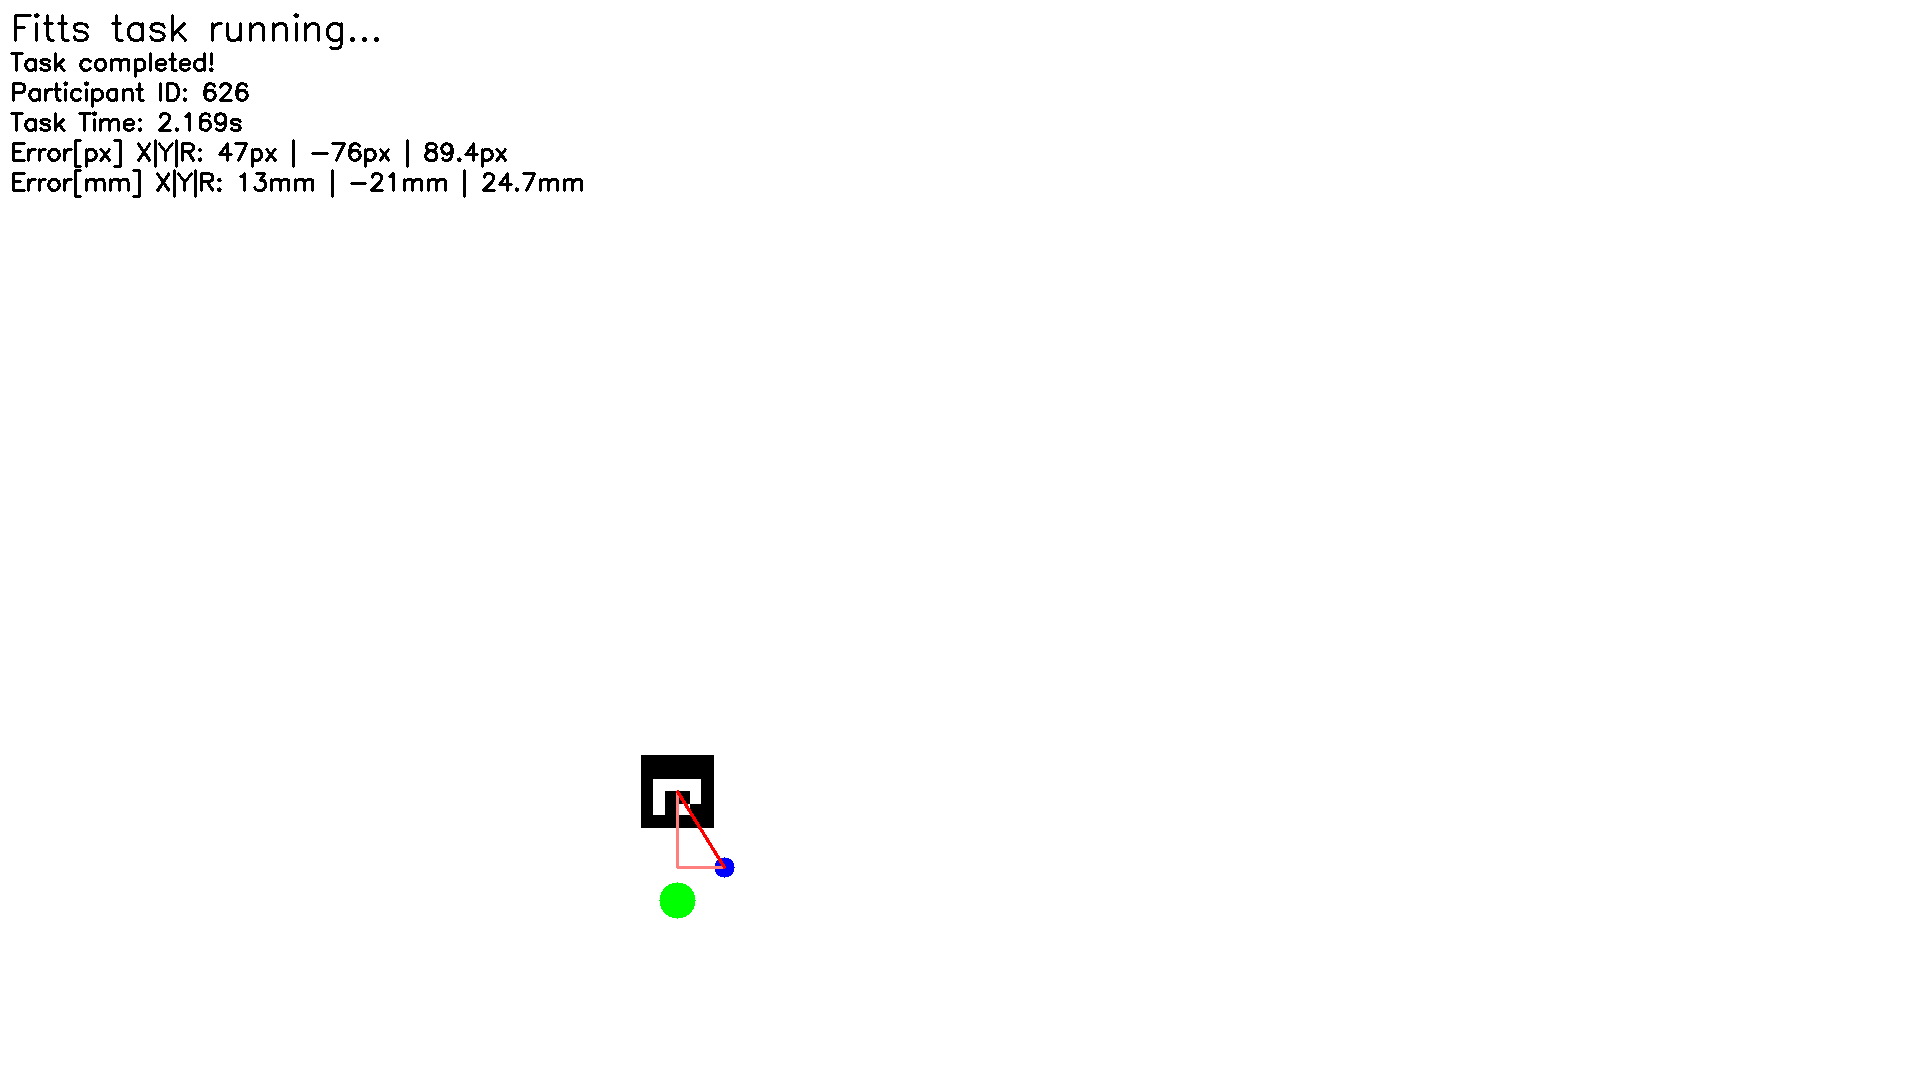 Fitts task running...
Task completed!
Participant ID: 626
Task Time: 2.169s
Error[px] X|Y|R: 47px | -76px | 89.4px
Error[mm] X|Y|R: 13mm | -21mm | 24.7mm